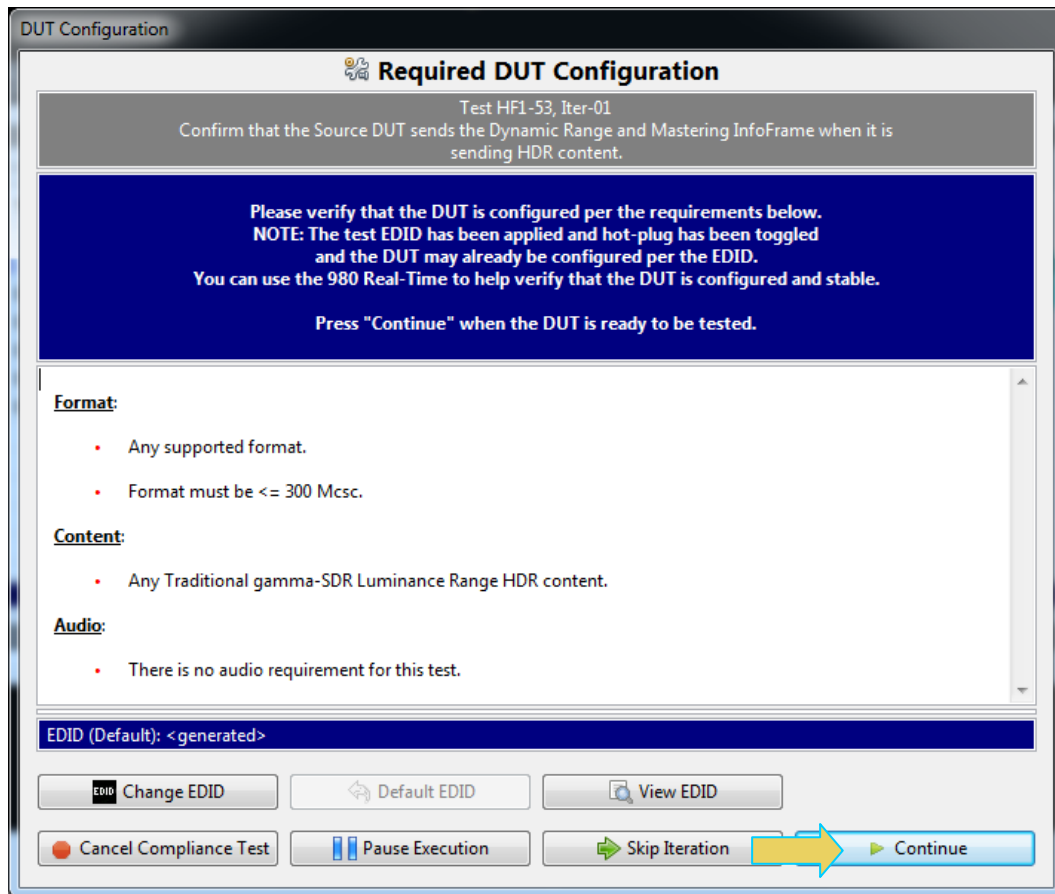 DUT Configuration
Required DUT Configuration
Test HF1-53, Iter-01
Confirm that the Source DUT sends the Dynamic Range and Mastering InfoFrame when it is
sending HDR content.
Please verify that the DUT is configured per the requirements below.
NOTE: The test EDID has been applied and hot-plug has been toggled
and the DUT may already be configured per the EDID.
You can use the 980 Real-Time to help verify that the DUT is configured and stable.
Press "Continue" when the DUT is ready to be tested.
Format:
• Any supported format.
• Format must be <= 300 Mcsc.
Content:
• Any Traditional gamma-SDR Luminance Range HDR content.
Audio:
• There is no audio requirement for this test.
EDID (Default): <generated>
EDID Change EDID Default EDID View EDID
Cancel Compliance Test Pause Execution Skip Iteration Continue